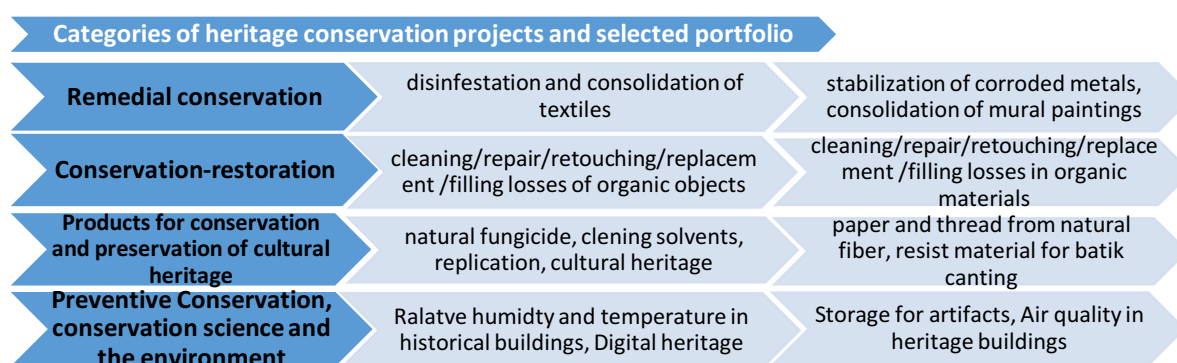 Categories of heritage conservation projects and selected portfolio
Remedial conservation
disinfestation and consolidation of
textiles
stabilization of corroded metals,
consolidation of mural paintings
Conservation-restoration
cleaning/repair/retouching/replacem
ent /filling losses of organic objects
cleaning/repair/retouching/replace
ment /filling losses in organic
materials
Products for conservation
and preservation of cultural
heritage
natural fungicide, clening solvents,
replication, cultural heritage
paper and thread from natural
fiber, resist material for batik
canting
Preventive Conservation,
conservation science and
the environment
Ralatve humidty and temperature in
historical buildings, Digital heritage
Storage for artifacts, Air quality in
heritage buildings